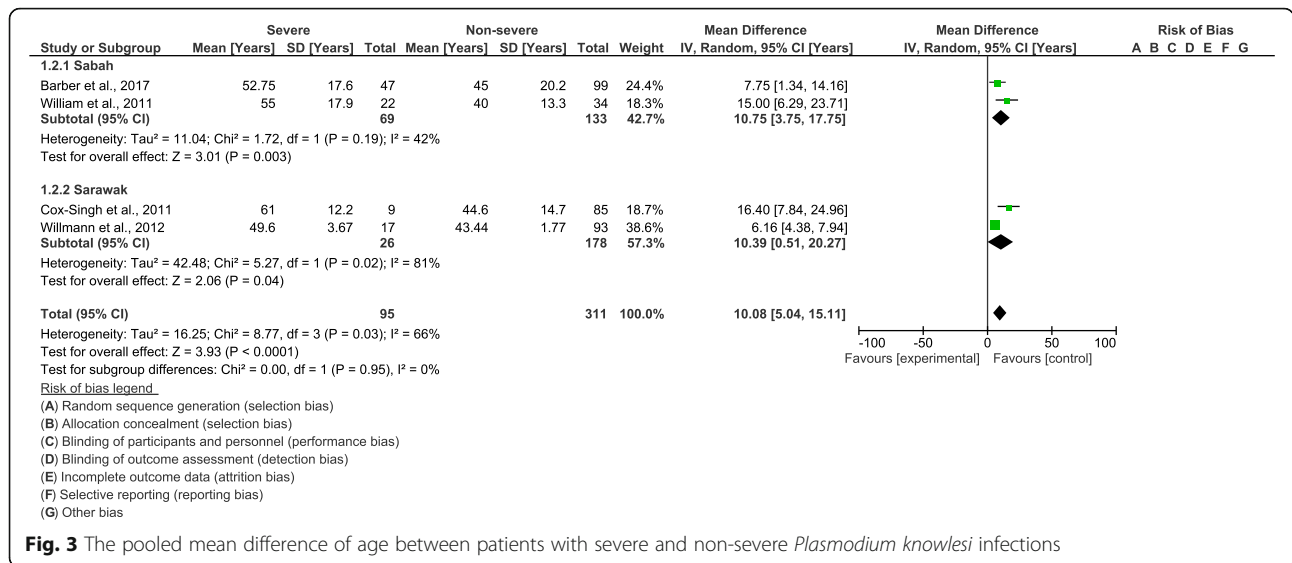 Severe Non-severe Mean Difference Mean Difference Risk of Bias
Study or Subgroup Mean [Years] SD [Years] Total Mean [Years] SD [Years] Total Weight IV, Random, 95% CI [Years] IV, Random, 95% CI [Years] A B C D E F G
1.2.1 Sabah
Barber et al., 2017 52.75 17.6 47 45 20.2 99 24.4% 7.75 [1.34, 14.16]
William et al., 2011 55 17.9 22 40 13.3 34 18.3% 15.00 [6.29, 23.71]
Subtotal (95% CI) 69 133 42.7% 10.75 [3.75, 17.75]
Heterogeneity: Tau² = 11.04; Chi² = 1.72, df = 1 (P = 0.19); I² = 42%
Test for overall effect: Z = 3.01 (P = 0.003)
1.2.2 Sarawak
Cox-Singh et al., 2011 61 12.2 9 44.6 14.7 85 18.7% 16.40 [7.84, 24.96]
Willmann et al., 2012 49.6 3.67 17 43.44 1.77 93 38.6% 6.16 [4.38, 7.94]
Subtotal (95% CI) 26 178 57.3% 10.39 [0.51, 20.27]
Heterogeneity: Tau² = 42.48; Chi² = 5.27, df = 1 (P = 0.02); I² = 81%
Test for overall effect: Z = 2.06 (P = 0.04)
Total (95% CI) 95 311 100.0% 10.08 [5.04, 15.11]
Heterogeneity: Tau² = 16.25; Chi² = 8.77, df = 3 (P = 0.03); I² = 66%
Test for overall effect: Z = 3.93 (P < 0.0001)
Test for subgroup differences: Chi² = 0.00, df = 1 (P = 0.95), I² = 0%
-100 -50 0 50 100
Favours [experimental] Favours [control]
Risk of bias legend
(A) Random sequence generation (selection bias)
(B) Allocation concealment (selection bias)
(C) Blinding of participants and personnel (performance bias)
(D) Blinding of outcome assessment (detection bias)
(E) Incomplete outcome data (attrition bias)
(F) Selective reporting (reporting bias)
(G) Other bias
Fig. 3 The pooled mean difference of age between patients with severe and non-severe Plasmodium knowlesi infections